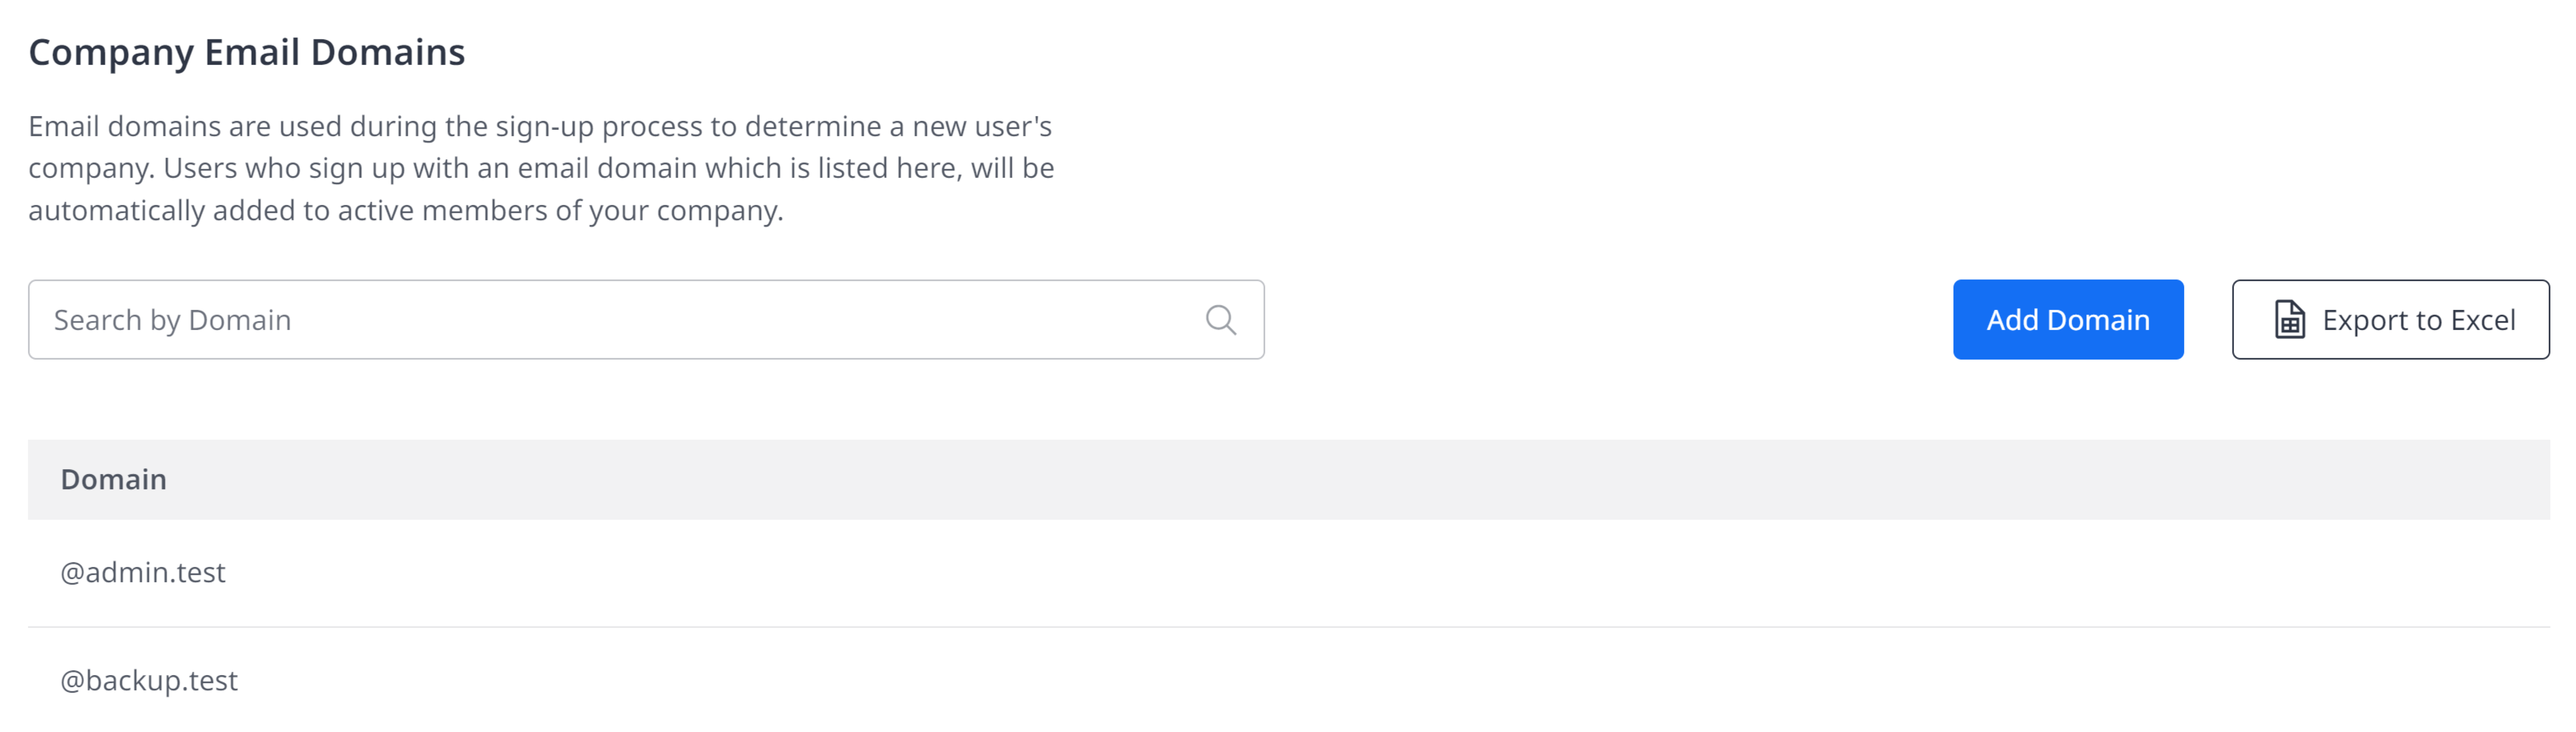 Company Email Domains
Email domains are used during the sign-up process to determine a new user's
company. Users who sign up with an email domain which is listed here, will be
automatically added to active members of your company.
Search by Domain
Add Domain
Export to Excel
Domain
@admin.test
@backup.test